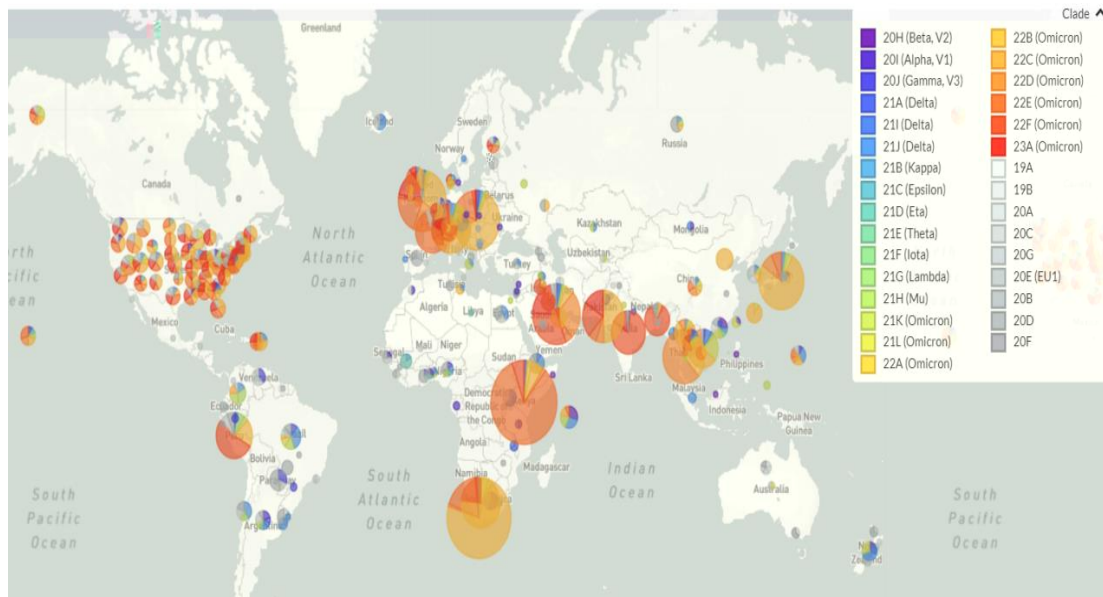 Clade
20H (Beta, V2)
20I (Alpha, V1)
20J (Gamma, V3)
21A (Delta)
21I (Delta)
21J (Delta)
21B (Kappa)
21C (Epsilon)
21D (Eta)
21E (Theta)
21F (Iota)
21G (Lambda)
21H (Mu)
21K (Omicron)
21L (Omicron)
22A (Omicron)
22B (Omicron)
22C (Omicron)
22D (Omicron)
22E (Omicron)
22F (Omicron)
23A (Omicron)
19A
19B
20A
20C
20G
20E (EU1)
20B
20D
20F
Greenland
Iceland
Sweden
Norway
Russia
Canada
Belarus
Ukraine
Kazakhstan
Mongolia
North
Atlantic
Ocean
Uzbekistan
Turkey
China
Mexico
Cuba
Algeria
Libya
Egypt
Nepal
Mali
Niger
Senegal
Sudan
Yemen
Philippines
Sri Lanka
Malaysia
Venezuela
Ecuador
Democratic
Republic of
the Congo
Indonesia
Papua New
Guinea
Angola
Bolivia
Namibia
Madagascar
Indian
Ocean
Australia
South
Pacific
Ocean
South
Atlantic
Ocean
South
Pacific
Ocean
Argentina
Zealand